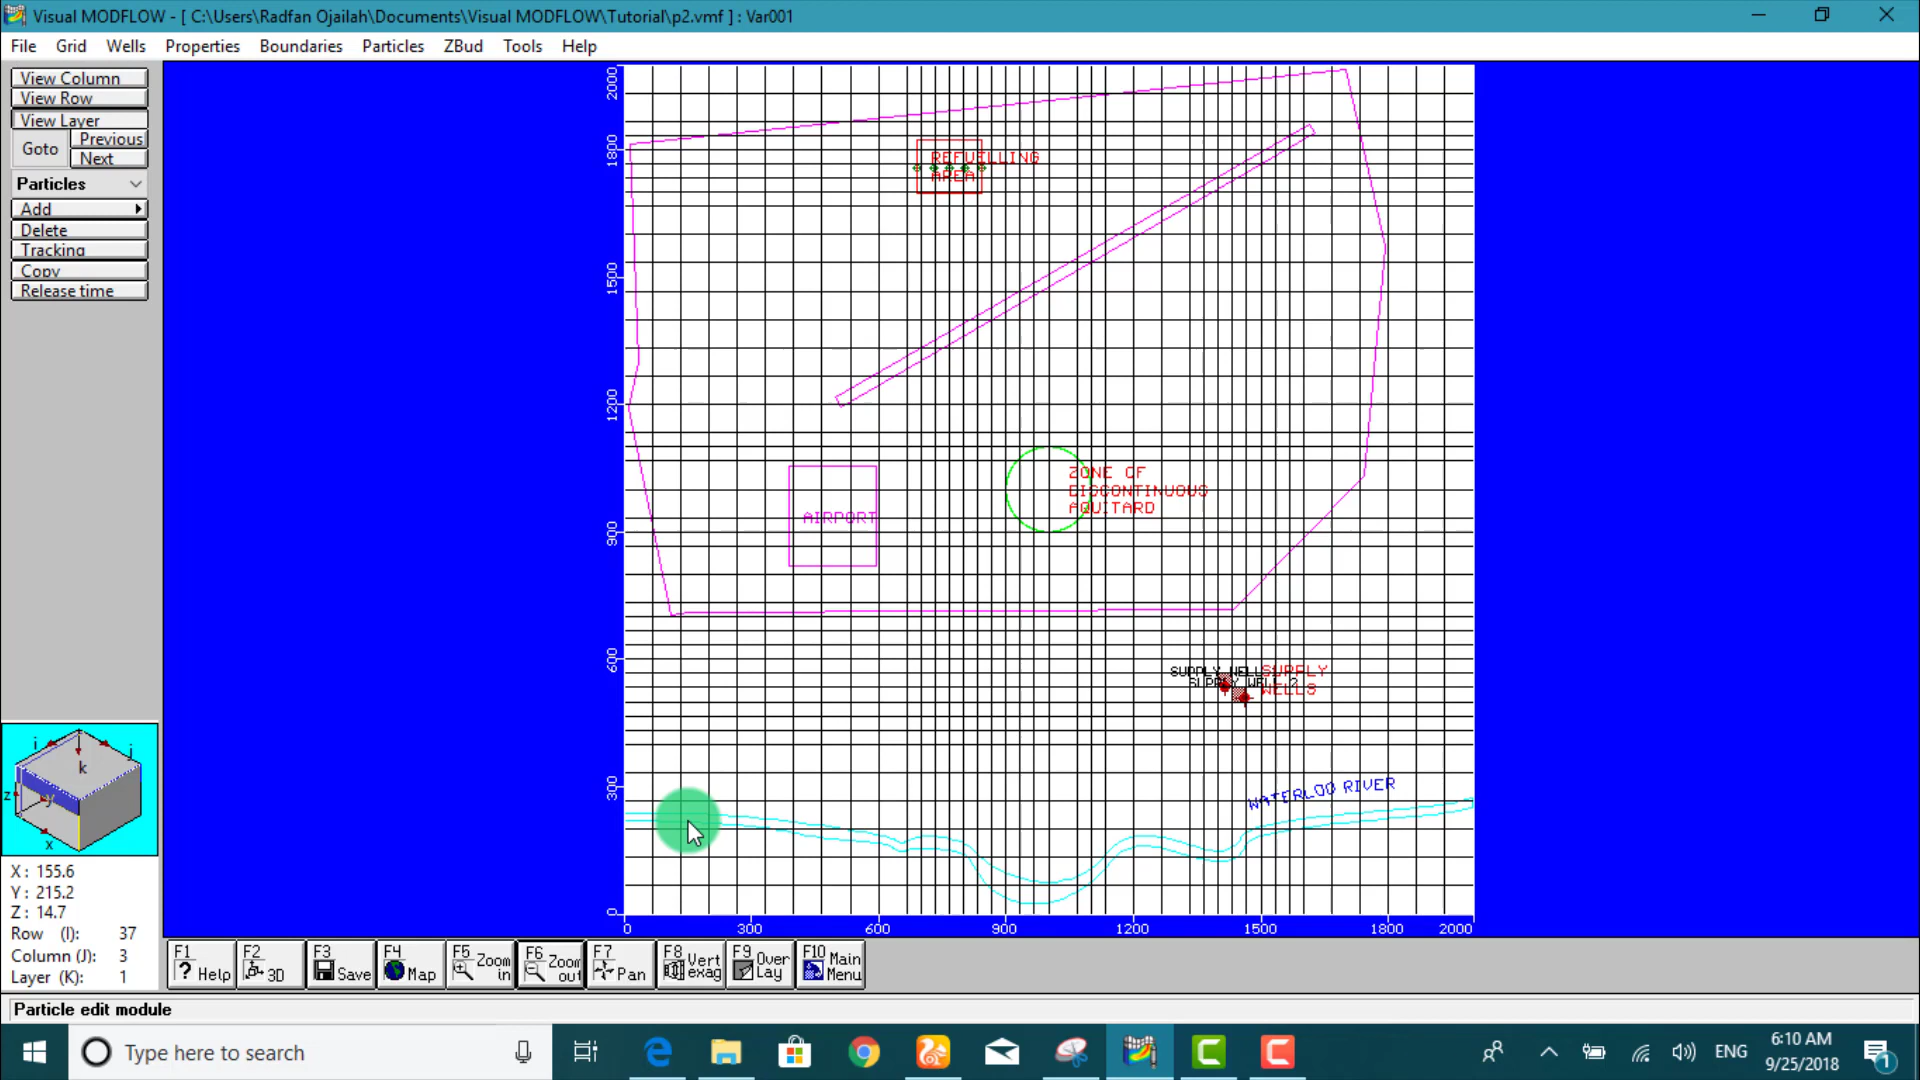 Visual MODFLOW - [ C:\Users\Radfan Ojailah\Documents\Visual MODFLOW\Tutorial\p2.vmf ] : Var001
File Grid Wells Properties Boundaries Particles ZBud Tools Help
View Column
View Row
View Layer
Goto
Previous
Next
Particles
Add
Delete
Tracking
Copy
Release time
2000
1800
1500
1200
900
600
300
0
REFUELLING
AREA
ZONE OF
DISCONTINUOUS
AQUITARD
AIRPORT
SUPPLY WELL
SUPPLY WELL 2
SUPPLY
WELLS
WATERLOO RIVER
0 300 600 900 1200 1500 1800 2000
i
j
k
z
y
x
X : 155.6
Y : 215.2
Z : 14.7
Row (I): 37
Column (J): 3
Layer (K): 1
F1 ? Help
F2 3D
F3 Save
F4 Map
F5 Zoom in
F6 Zoom out
F7 Pan
F8 Vert exag
F9 Over Lay
F10 Main Menu
Particle edit module
Type here to search
ENG
6:10 AM
9/25/2018
1